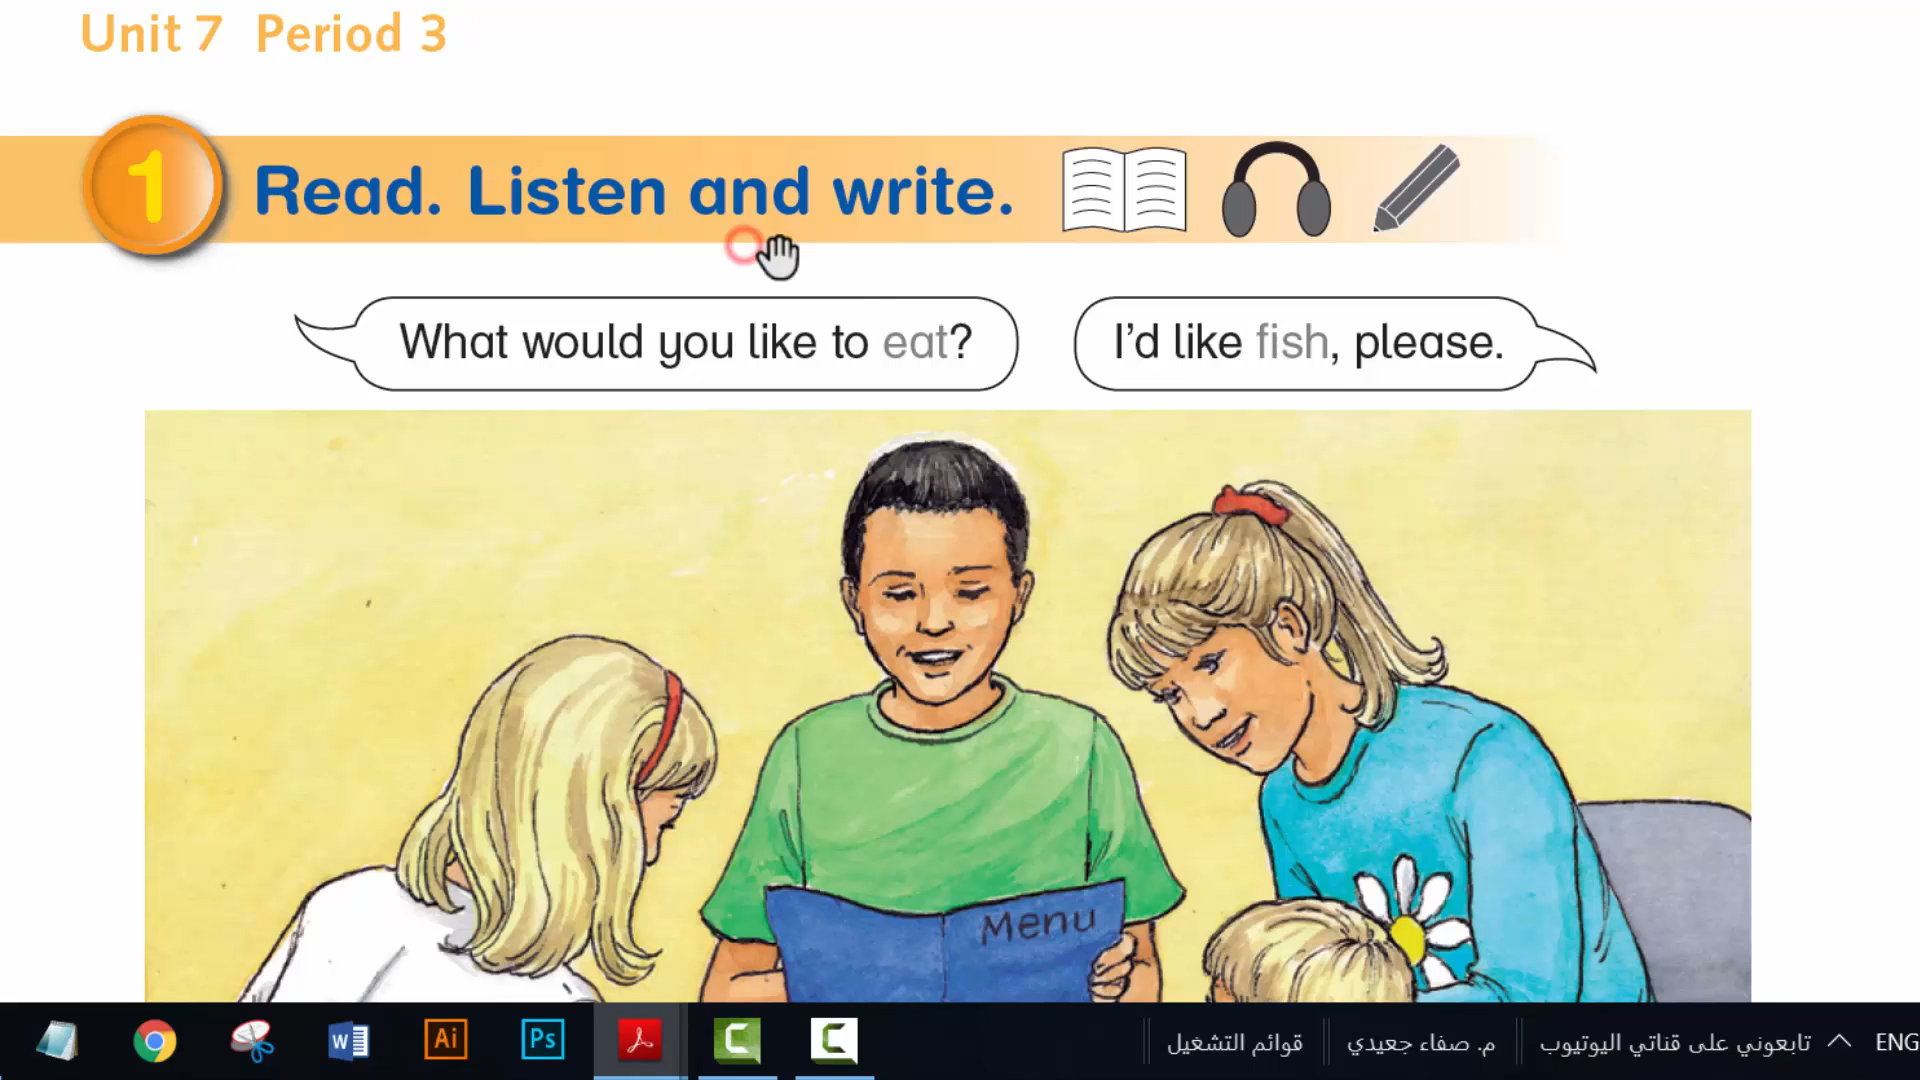 Unit 7 Period 3
1 Read. Listen and write.
What would you like to eat?
I'd like fish, please.
Menu
W
Ai
Ps
C
C
قوائم التشغيل
م. صفاء جعيدي
تابعوني على قناتي اليوتيوب
ENG